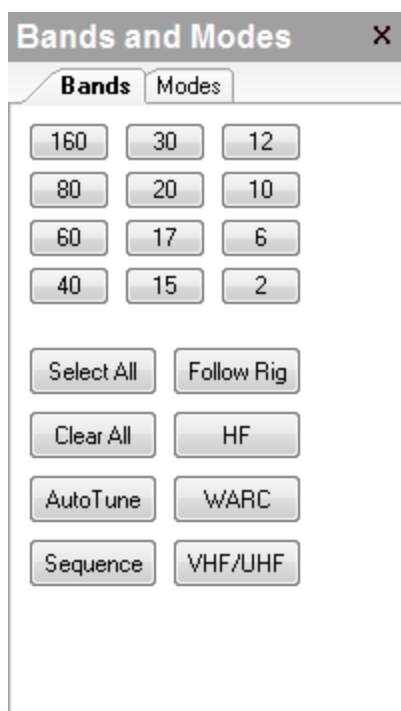 Bands and Modes
Bands Modes
160 30 12
80 20 10
60 17 6
40 15 2
Select All Follow Rig
Clear All HF
AutoTune WARC
Sequence VHF/UHF